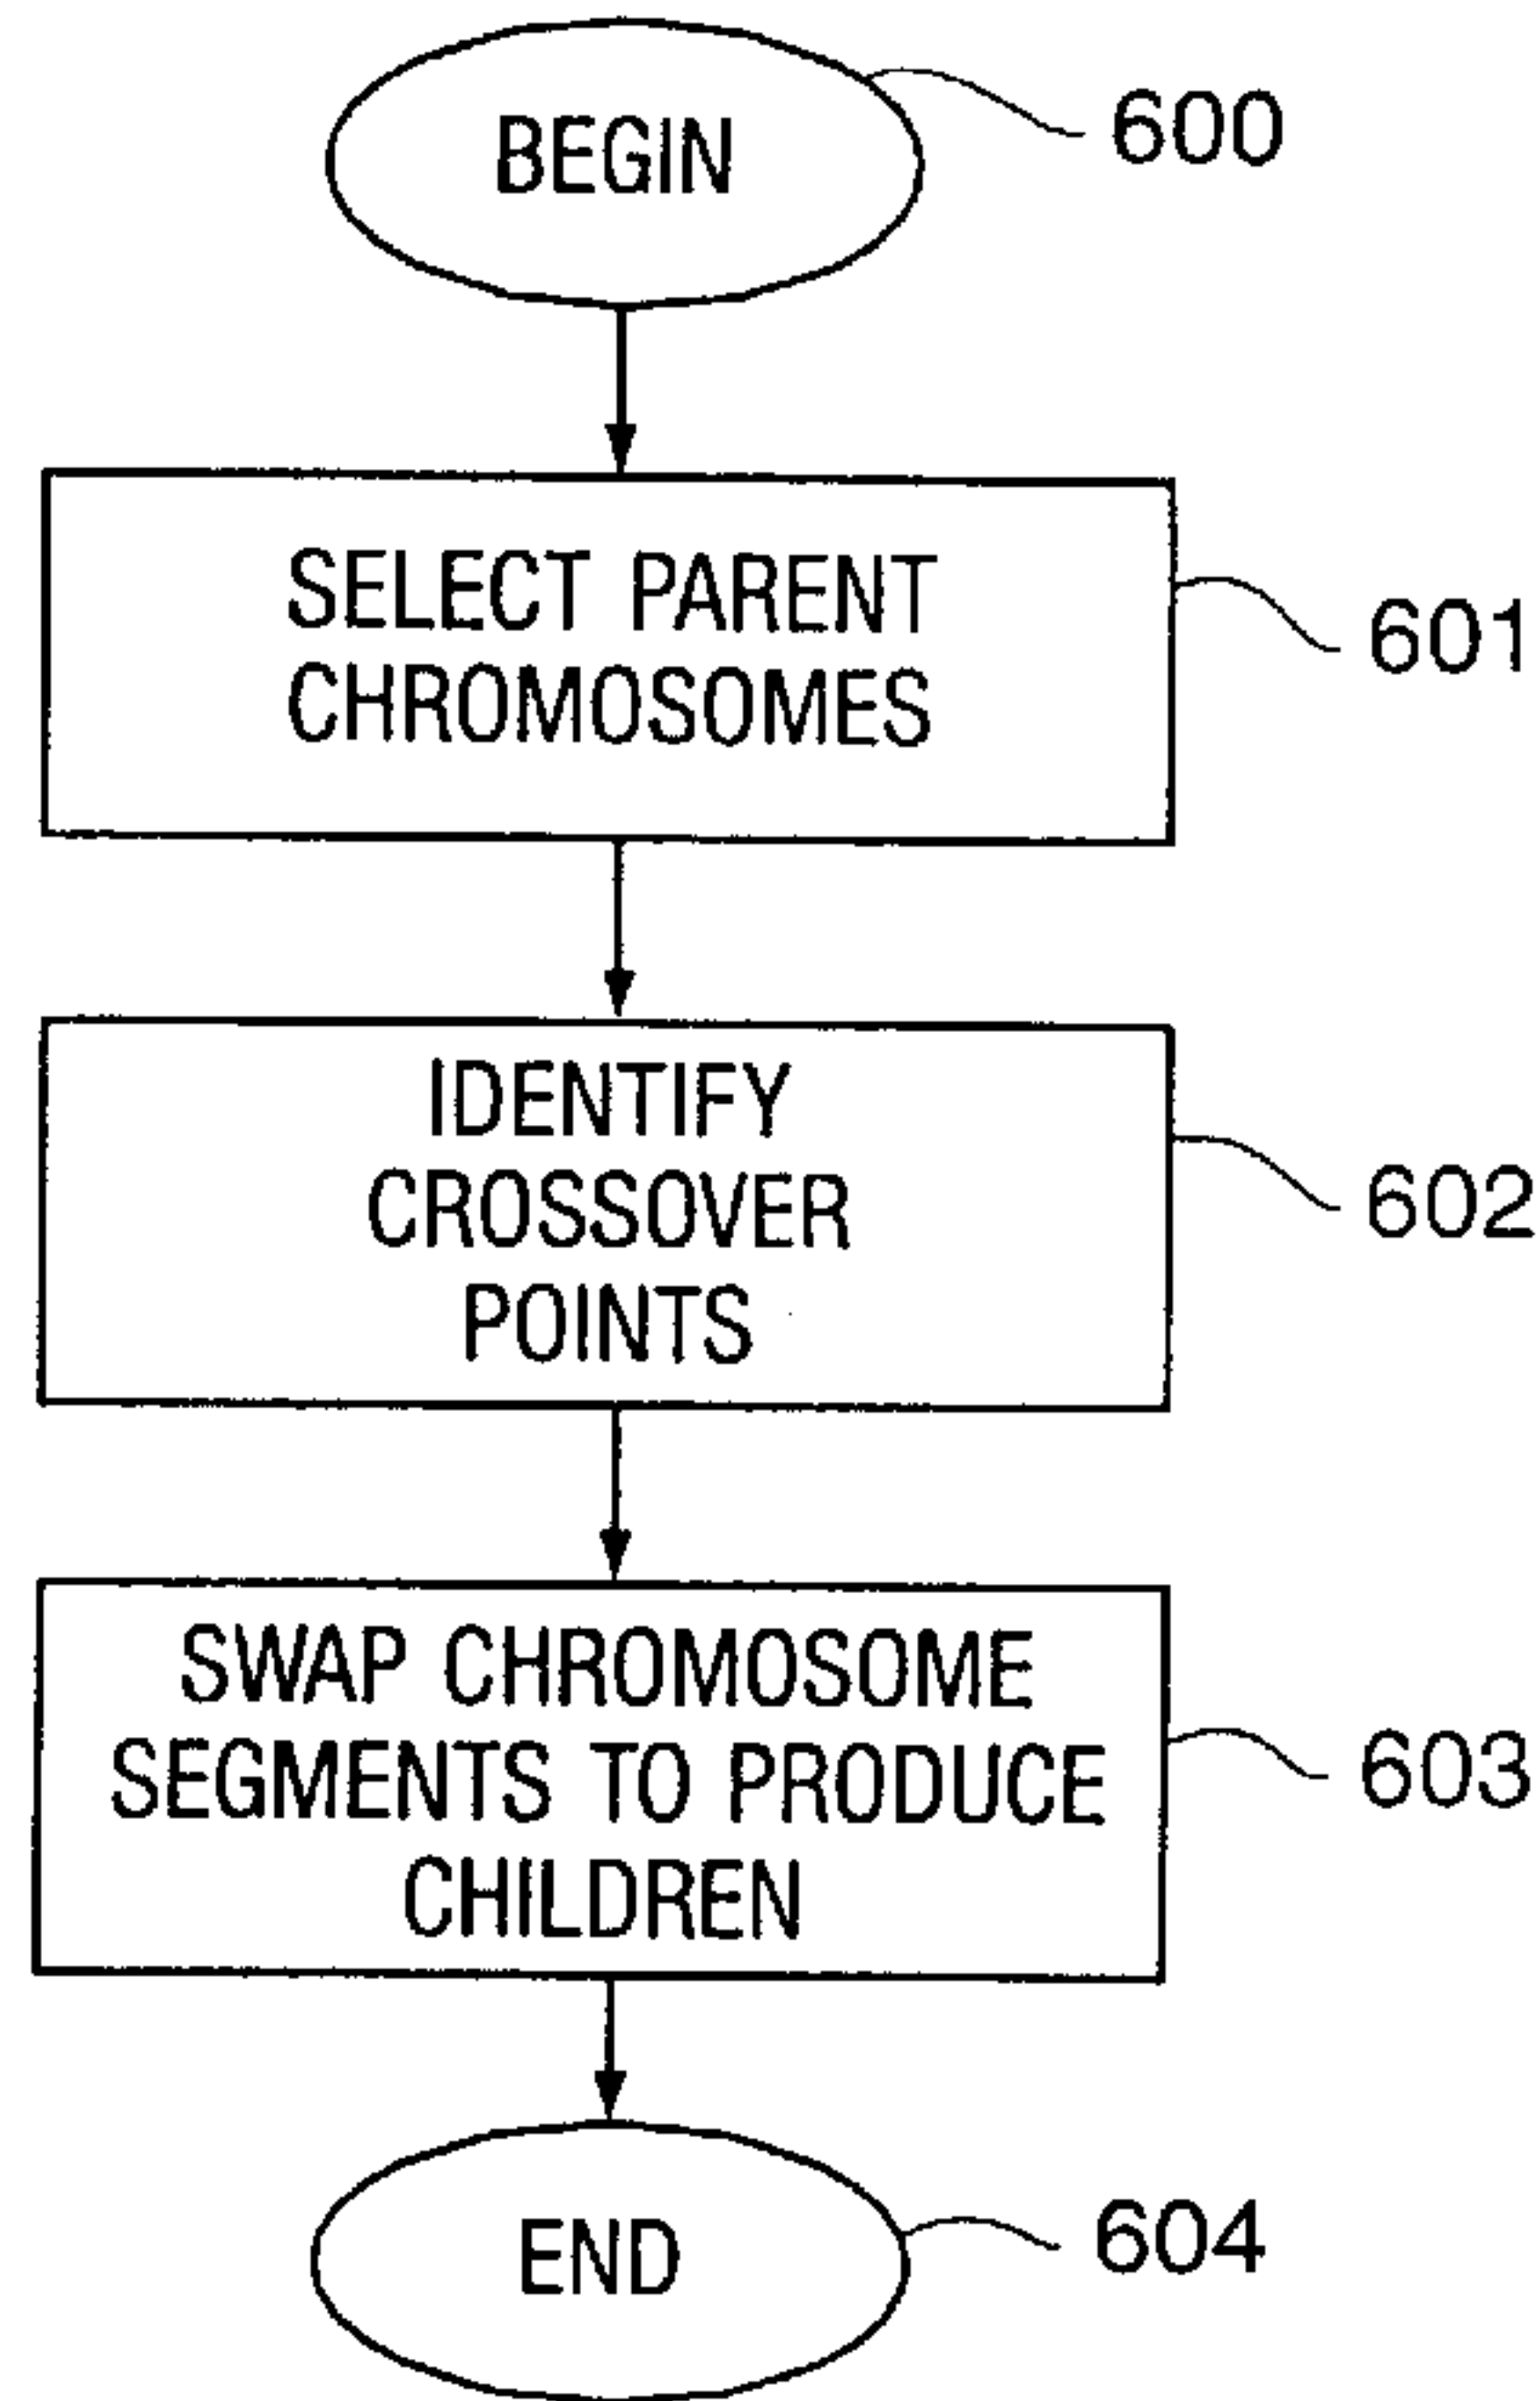 BEGIN
600
SELECT PARENT
CHROMOSOMES
601
IDENTIFY
CROSSOVER
POINTS
602
SWAP CHROMOSOME
SEGMENTS TO PRODUCE
CHILDREN
603
END
604